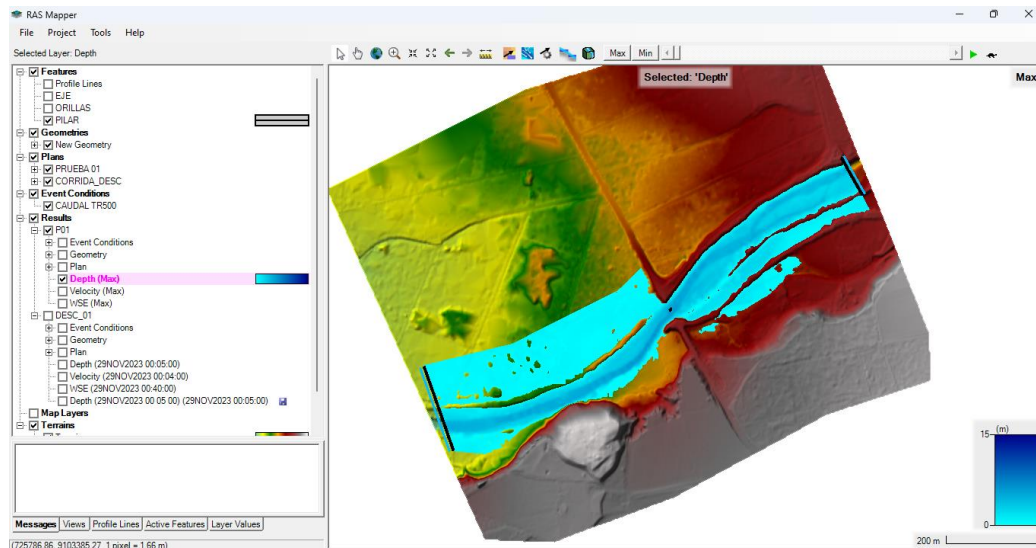 RAS Mapper
File Project Tools Help
Selected Layer: Depth
Max Min
Features
Profile Lines
EJE
ORILLAS
PILAR
Geometries
New Geometry
Plans
PRUEBA 01
CORRIDA_DESC
Event Conditions
CAUDAL TR500
Results
P01
Event Conditions
Geometry
Plan
Depth (Max)
Velocity (Max)
WSE (Max)
DESC_01
Event Conditions
Geometry
Plan
Depth (29NOV2023 00:05:00)
Velocity (29NOV2023 00:04:00)
WSE (29NOV2023 00:40:00)
Depth (29NOV2023 00 05 00) (29NOV2023 00:05:00)
Map Layers
Terrains
Selected: 'Depth'
Max
(m)
15
0
200 m
Messages Views Profile Lines Active Features Layer Values
(725786.86, 9103385.27 1 pixel = 1.66 m)